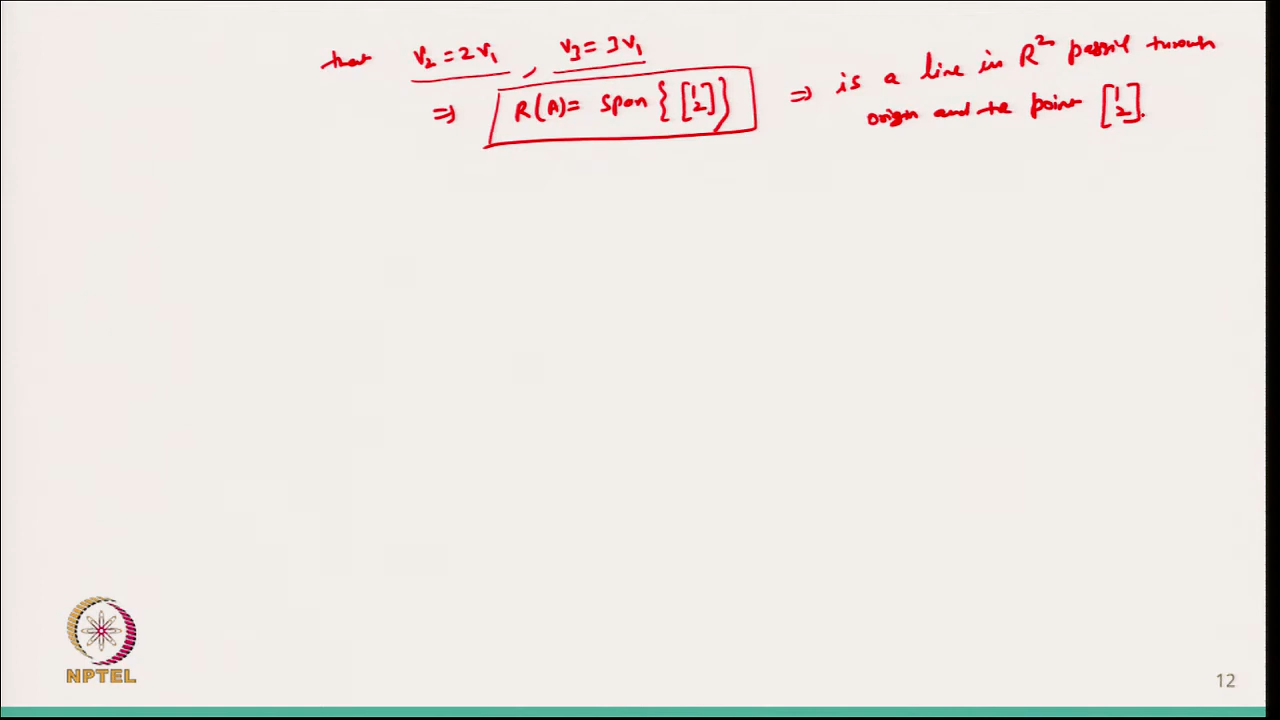 that v₂ = 2v₁, v₃ = 3v₁
⇒ R(A) = Span {[1 2]} ⇒ is a line in R² passing through
origin and the point [1 2].
NPTEL
12